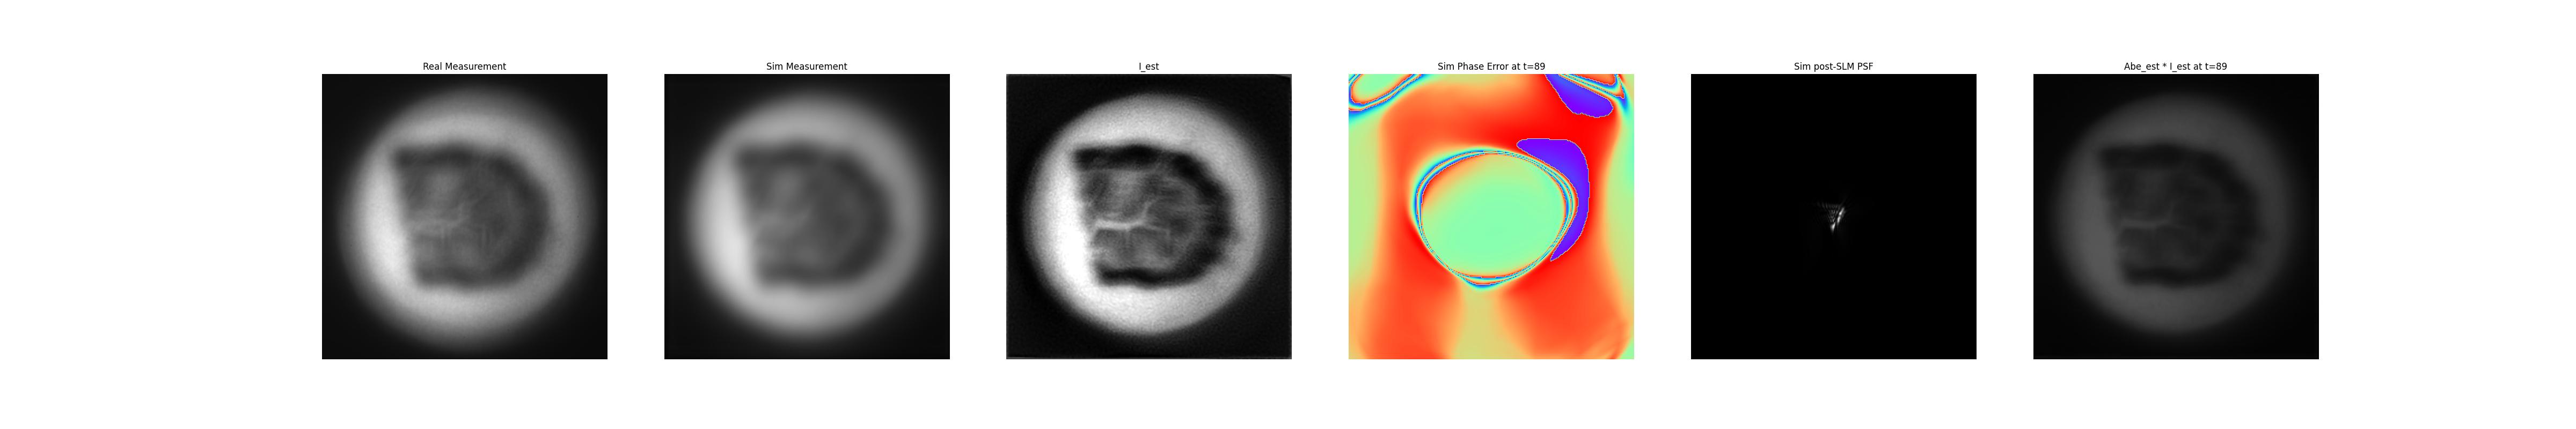 Real Measurement
Sim Measurement
I_est
Sim Phase Error at t=89
Sim post-SLM PSF
Abe_est * I_est at t=89